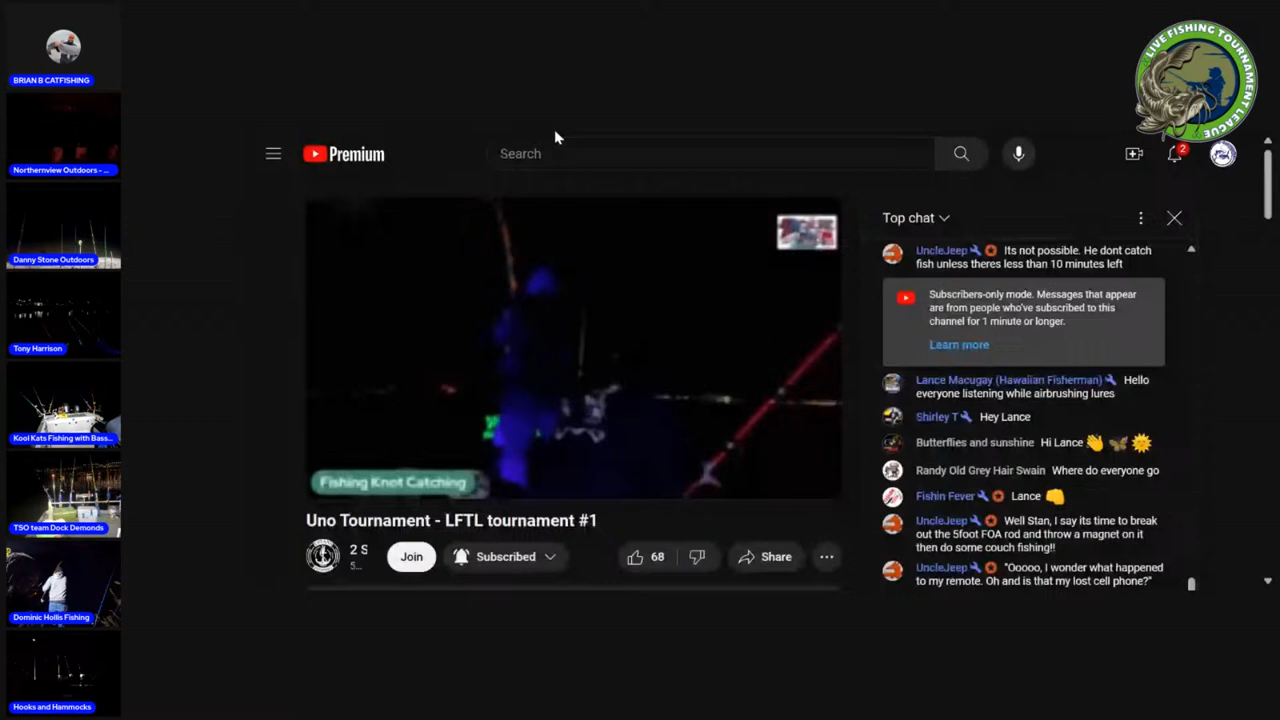 BRIAN B CATFISHING
Northernview Outdoors - ...
Danny Stone Outdoors
Tony Harrison
Kool Kats Fishing with Bass...
TSO team Dock Demonds
Dominic Hollis Fishing
Hooks and Hammocks
LIVE FISHING TOURNAMENT LEAGUE
Premium
Search
2
Fishing Knot Catching
Uno Tournament - LFTL tournament #1
2 S
5...
Join
Subscribed
68
Share
Top chat
UncleJeep Its not possible. He dont catch
fish unless theres less than 10 minutes left
Subscribers-only mode. Messages that appear
are from people who've subscribed to this
channel for 1 minute or longer.
Learn more
Lance Macugay (Hawaiian Fisherman) Hello
everyone listening while airbrushing lures
Shirley T Hey Lance
Butterflies and sunshine Hi Lance 👋 🦋 ☀️
Randy Old Grey Hair Swain Where do everyone go
Fishin Fever Lance 👊
UncleJeep Well Stan, I say its time to break
out the 5foot FOA rod and throw a magnet on it
then do some couch fishing!!
UncleJeep "Ooooo, I wonder what happened
to my remote. Oh and is that my lost cell phone?"